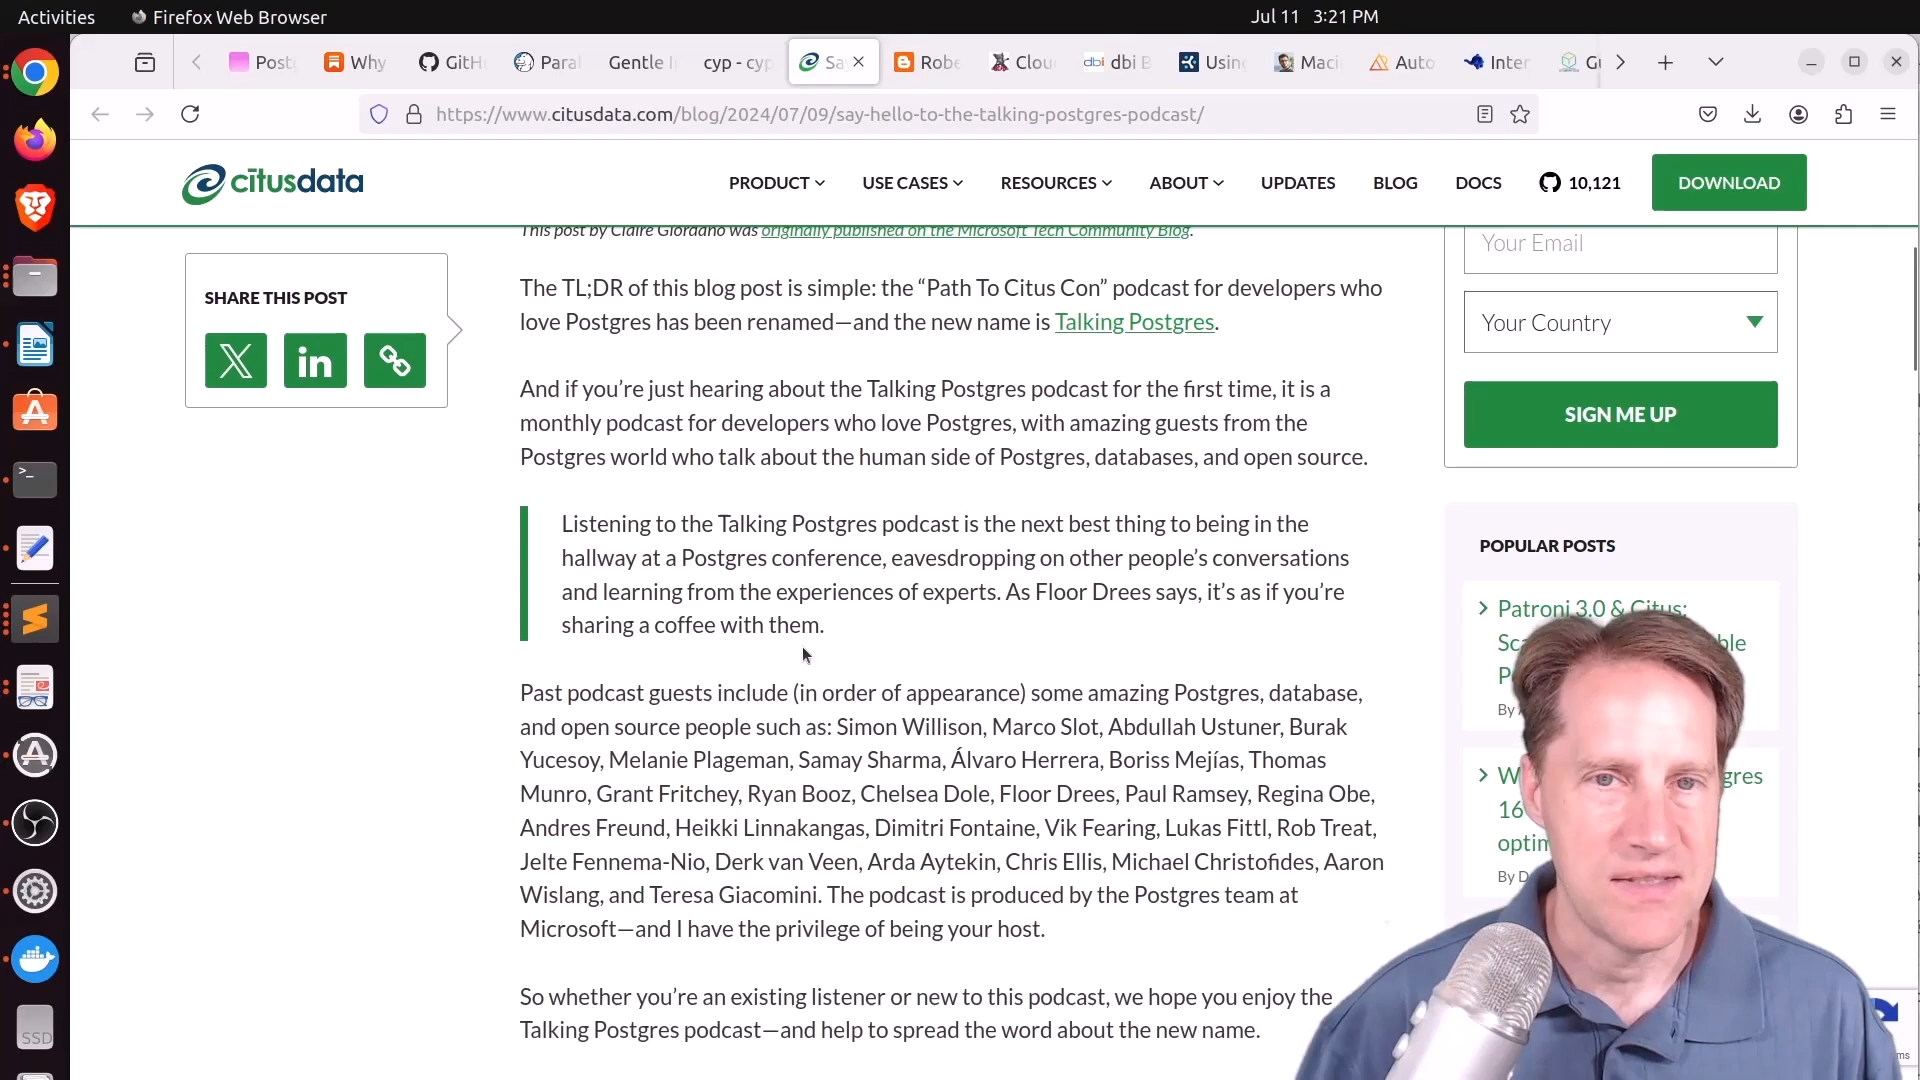 Activities
Firefox Web Browser
Jul 11 3:21 PM
Post
Why
GitH
Para
Gentle
cyp - cyp
Sa
Robe
Clou
dbi dbi B
Usin
Maci
Auto
Inter
Gu
https://www.citusdata.com/blog/2024/07/09/say-hello-to-the-talking-postgres-podcast/
citusdata
PRODUCT
USE CASES
RESOURCES
ABOUT
UPDATES
BLOG
DOCS
10,121
DOWNLOAD
This post by Claire Giordano was originally published on the Microsoft Tech Community Blog.
SHARE THIS POST
The TL;DR of this blog post is simple: the “Path To Citus Con” podcast for developers who
love Postgres has been renamed—and the new name is Talking Postgres.
And if you’re just hearing about the Talking Postgres podcast for the first time, it is a
monthly podcast for developers who love Postgres, with amazing guests from the
Postgres world who talk about the human side of Postgres, databases, and open source.
Listening to the Talking Postgres podcast is the next best thing to being in the
hallway at a Postgres conference, eavesdropping on other people’s conversations
and learning from the experiences of experts. As Floor Drees says, it’s as if you’re
sharing a coffee with them.
Past podcast guests include (in order of appearance) some amazing Postgres, database,
and open source people such as: Simon Willison, Marco Slot, Abdullah Ustuner, Burak
Yucesoy, Melanie Plageman, Samay Sharma, Álvaro Herrera, Boriss Mejías, Thomas
Munro, Grant Fritchey, Ryan Booz, Chelsea Dole, Floor Drees, Paul Ramsey, Regina Obe,
Andres Freund, Heikki Linnakangas, Dimitri Fontaine, Vik Fearing, Lukas Fittl, Rob Treat,
Jelte Fennema-Nio, Derk van Veen, Arda Aytekin, Chris Ellis, Michael Christofides, Aaron
Wislang, and Teresa Giacomini. The podcast is produced by the Postgres team at
Microsoft—and I have the privilege of being your host.
So whether you’re an existing listener or new to this podcast, we hope you enjoy the
Talking Postgres podcast—and help to spread the word about the new name.
Your Email
Your Country
SIGN ME UP
POPULAR POSTS
Patroni 3.0 & Citus:
By
16
By D
SSD